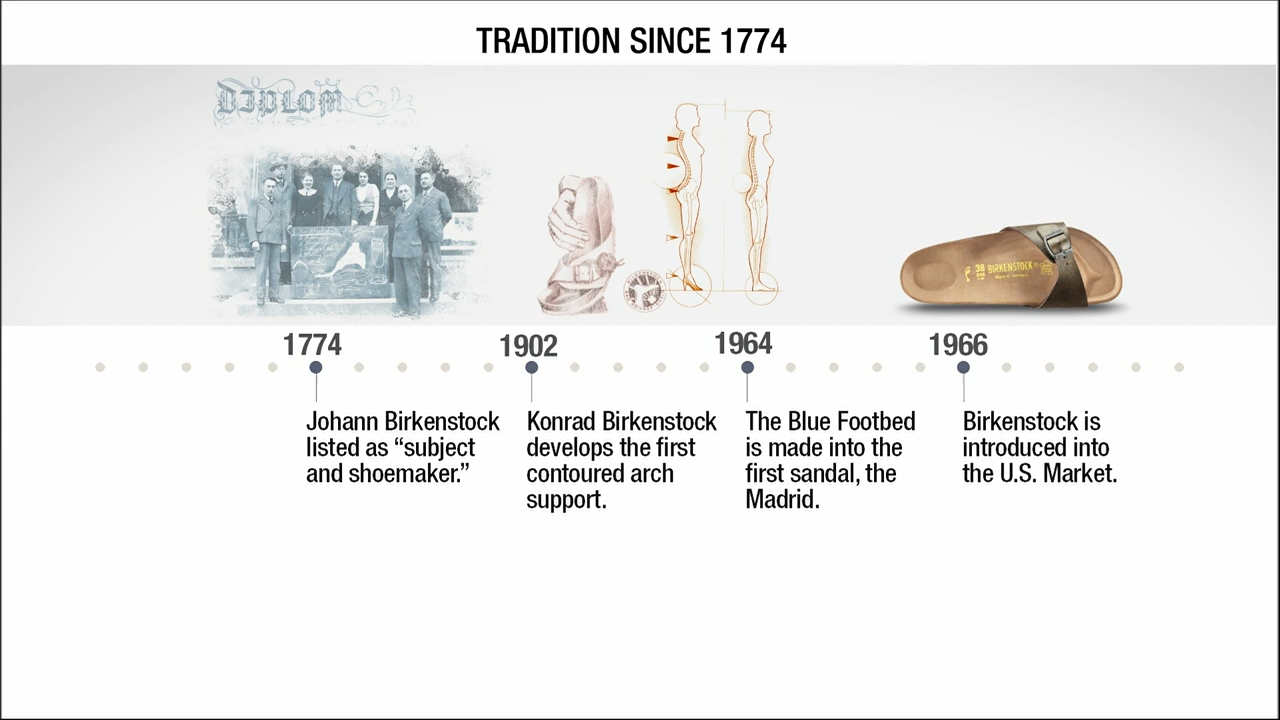 TRADITION SINCE 1774
Diplom
38
BIRKENSTOCK
1774
1902
1964
1966
Johann Birkenstock
listed as “subject
and shoemaker.”
Konrad Birkenstock
develops the first
contoured arch
support.
The Blue Footbed
is made into the
first sandal, the
Madrid.
Birkenstock is
introduced into
the U.S. Market.